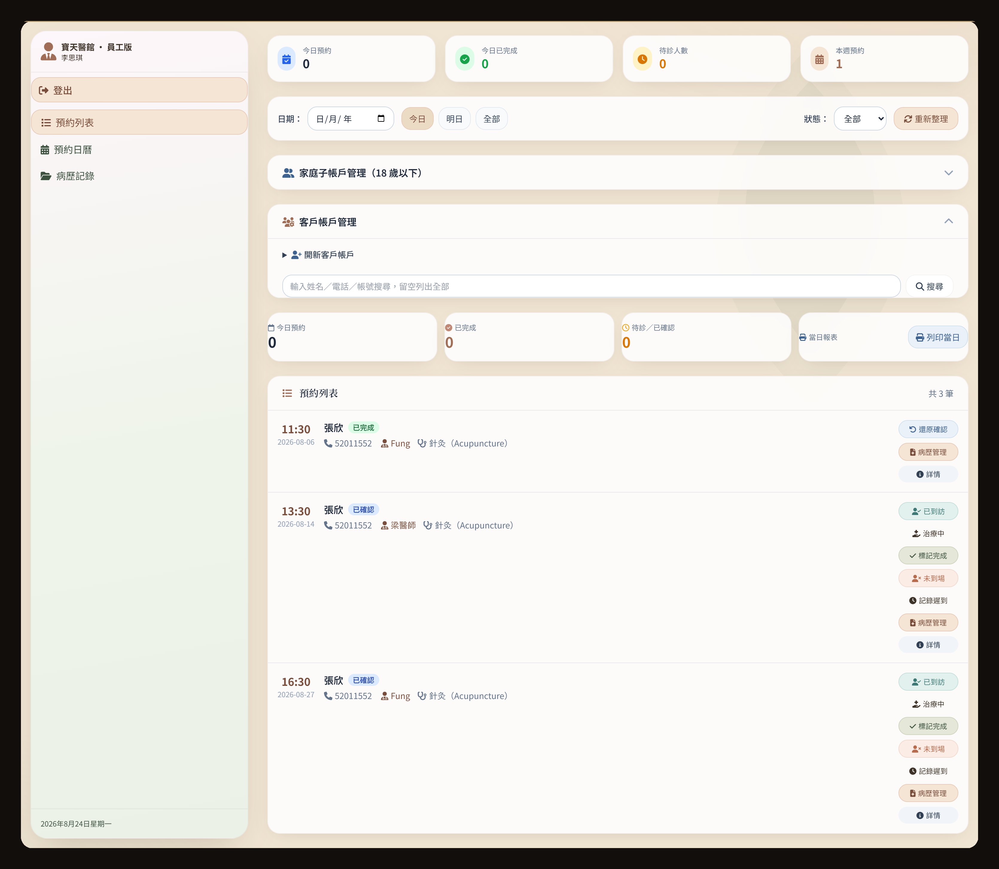 寶天醫館 • 員工版
李思琪
登出
預約列表
預約日曆
病歷記錄
2026年8月24日星期一
今日預約
0
今日已完成
0
待診人數
0
本週預約
1
日期：
日/月/年
今日
明日
全部
狀態：
全部
重新整理
家庭子帳戶管理（18 歲以下）
客戶帳戶管理
開新客戶帳戶
輸入姓名／電話／帳號搜尋，留空列出全部
搜尋
今日預約
0
已完成
0
待診／已確認
0
當日報表
列印當日
預約列表
共 3 筆
11:30
2026-08-06
張欣 已完成
52011552 Fung 針灸（Acupuncture）
還原確認
病歷管理
詳情
13:30
2026-08-14
張欣 已確認
52011552 梁醫師 針灸（Acupuncture）
已到訪
治療中
標記完成
未到場
記錄遲到
病歷管理
詳情
16:30
2026-08-27
張欣 已確認
52011552 Fung 針灸（Acupuncture）
已到訪
治療中
標記完成
未到場
記錄遲到
病歷管理
詳情